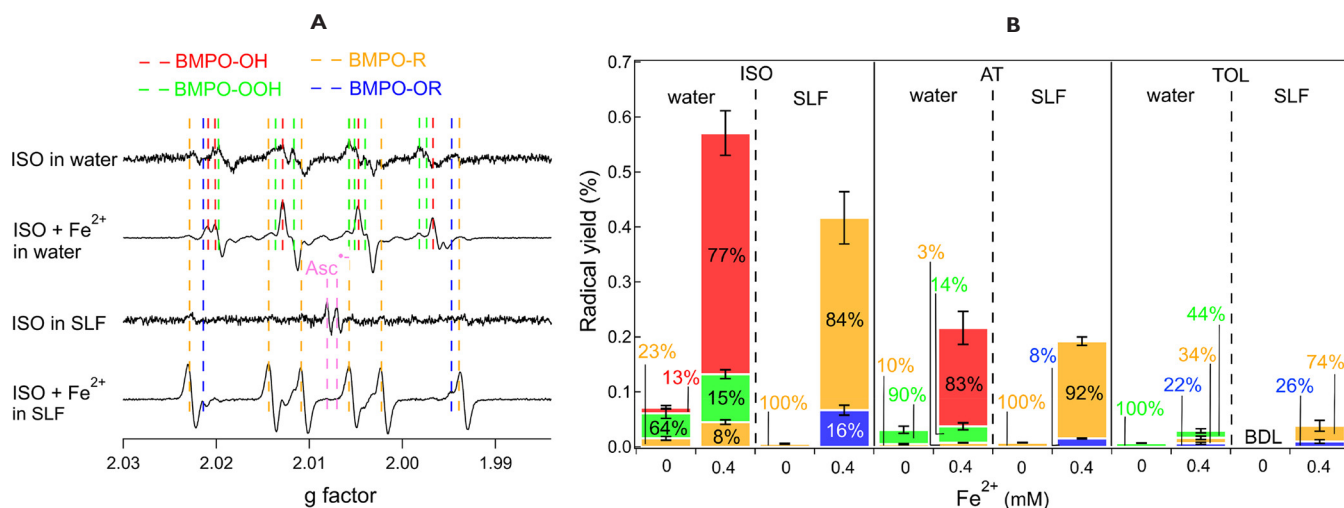 A
BMPO-OH
BMPO-R
BMPO-OOH
BMPO-OR
ISO in water
ISO + Fe²⁺
in water
Asc•-
ISO in SLF
ISO + Fe²⁺
in SLF
2.03
2.02
2.01
2.00
1.99
g factor
B
Radical yield (%)
0.7
0.6
0.5
0.4
0.3
0.2
0.1
0.0
ISO
AT
TOL
water
SLF
water
SLF
water
SLF
23%
13%
64%
77%
15%
8%
100%
84%
16%
10%
90%
3%
14%
83%
100%
8%
92%
100%
22%
34%
44%
BDL
26%
74%
0
0.4
0
0.4
0
0.4
0
0.4
0
0.4
0
0.4
Fe²⁺ (mM)